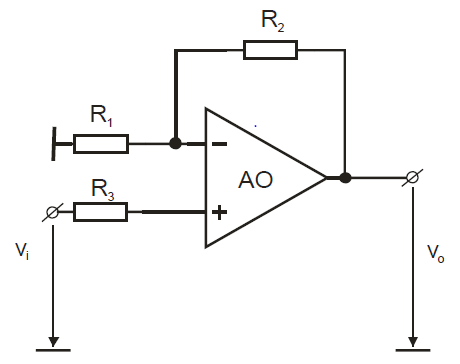 R₂
R₁
AO
R₃
Vᵢ
Vₒ